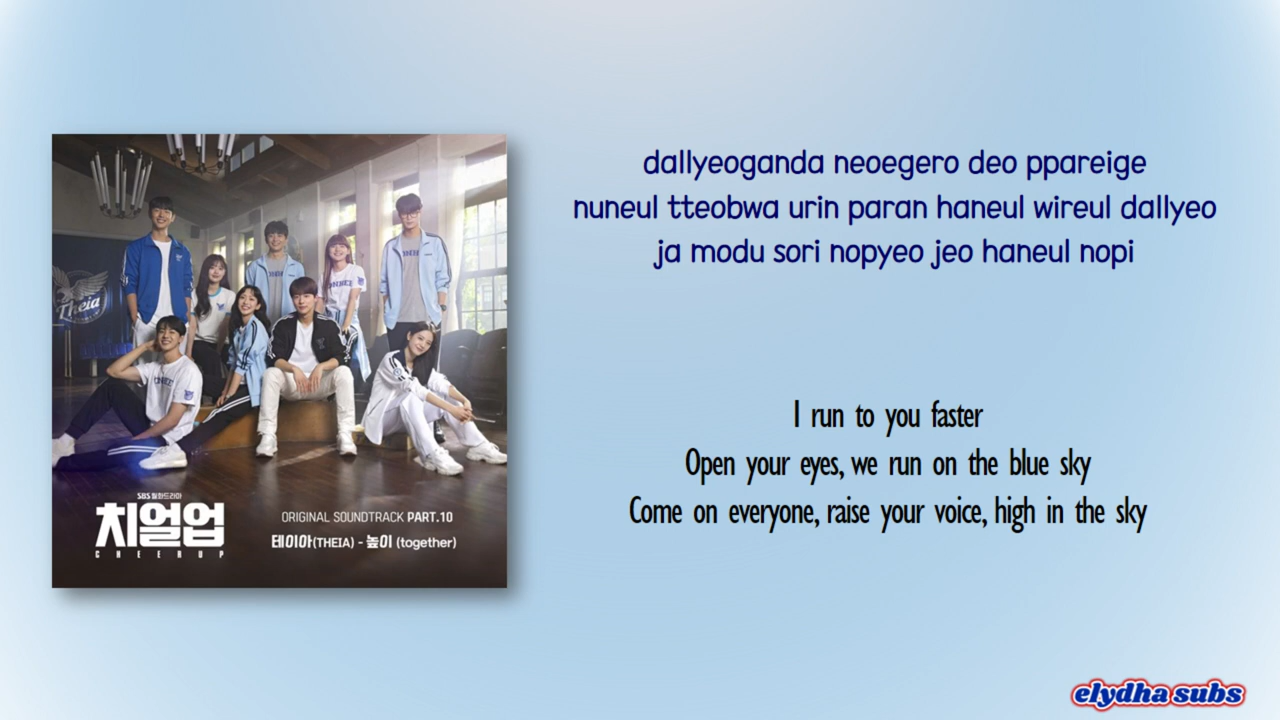 Theia
SBS 월화드라마
치얼업
CHEER UP
ORIGINAL SOUNDTRACK PART.10
테이아(THEIA) - 높이 (together)
dallyeoganda neoegero deo ppareige
nuneul tteobwa urin paran haneul wireul dallyeo
ja modu sori nopyeo jeo haneul nopi
I run to you faster
Open your eyes, we run on the blue sky
Come on everyone, raise your voice, high in the sky
elydha subs